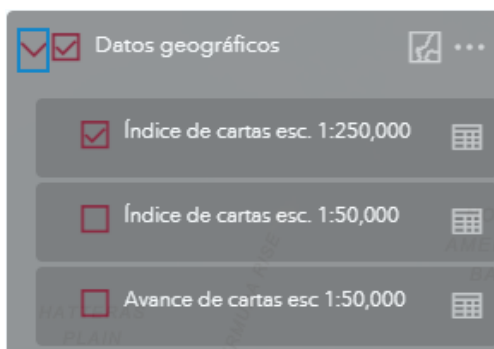 Datos geográficos
Índice de cartas esc. 1:250,000
Índice de cartas esc. 1:50,000
Avance de cartas esc 1:50,000
PLAIN